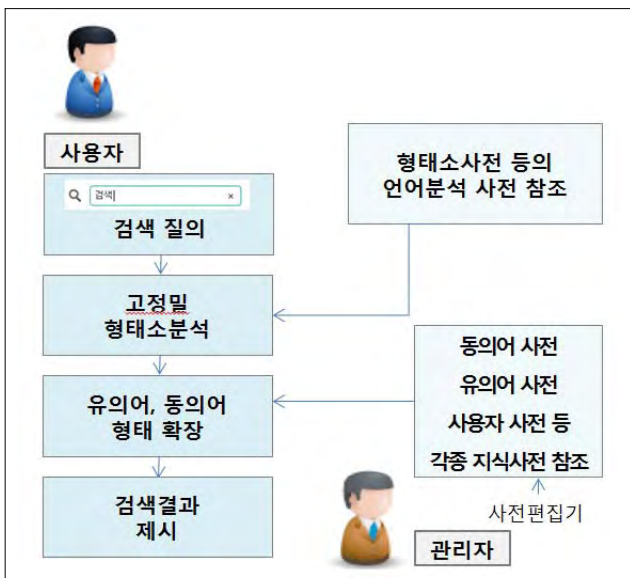 사용자
검색
×
검색 질의
고정밀
형태소분석
유의어, 동의어
형태 확장
검색결과
제시
형태소사전 등의
언어분석 사전 참조
동의어 사전
유의어 사전
사용자 사전 등
각종 지식사전 참조
사전편집기
관리자